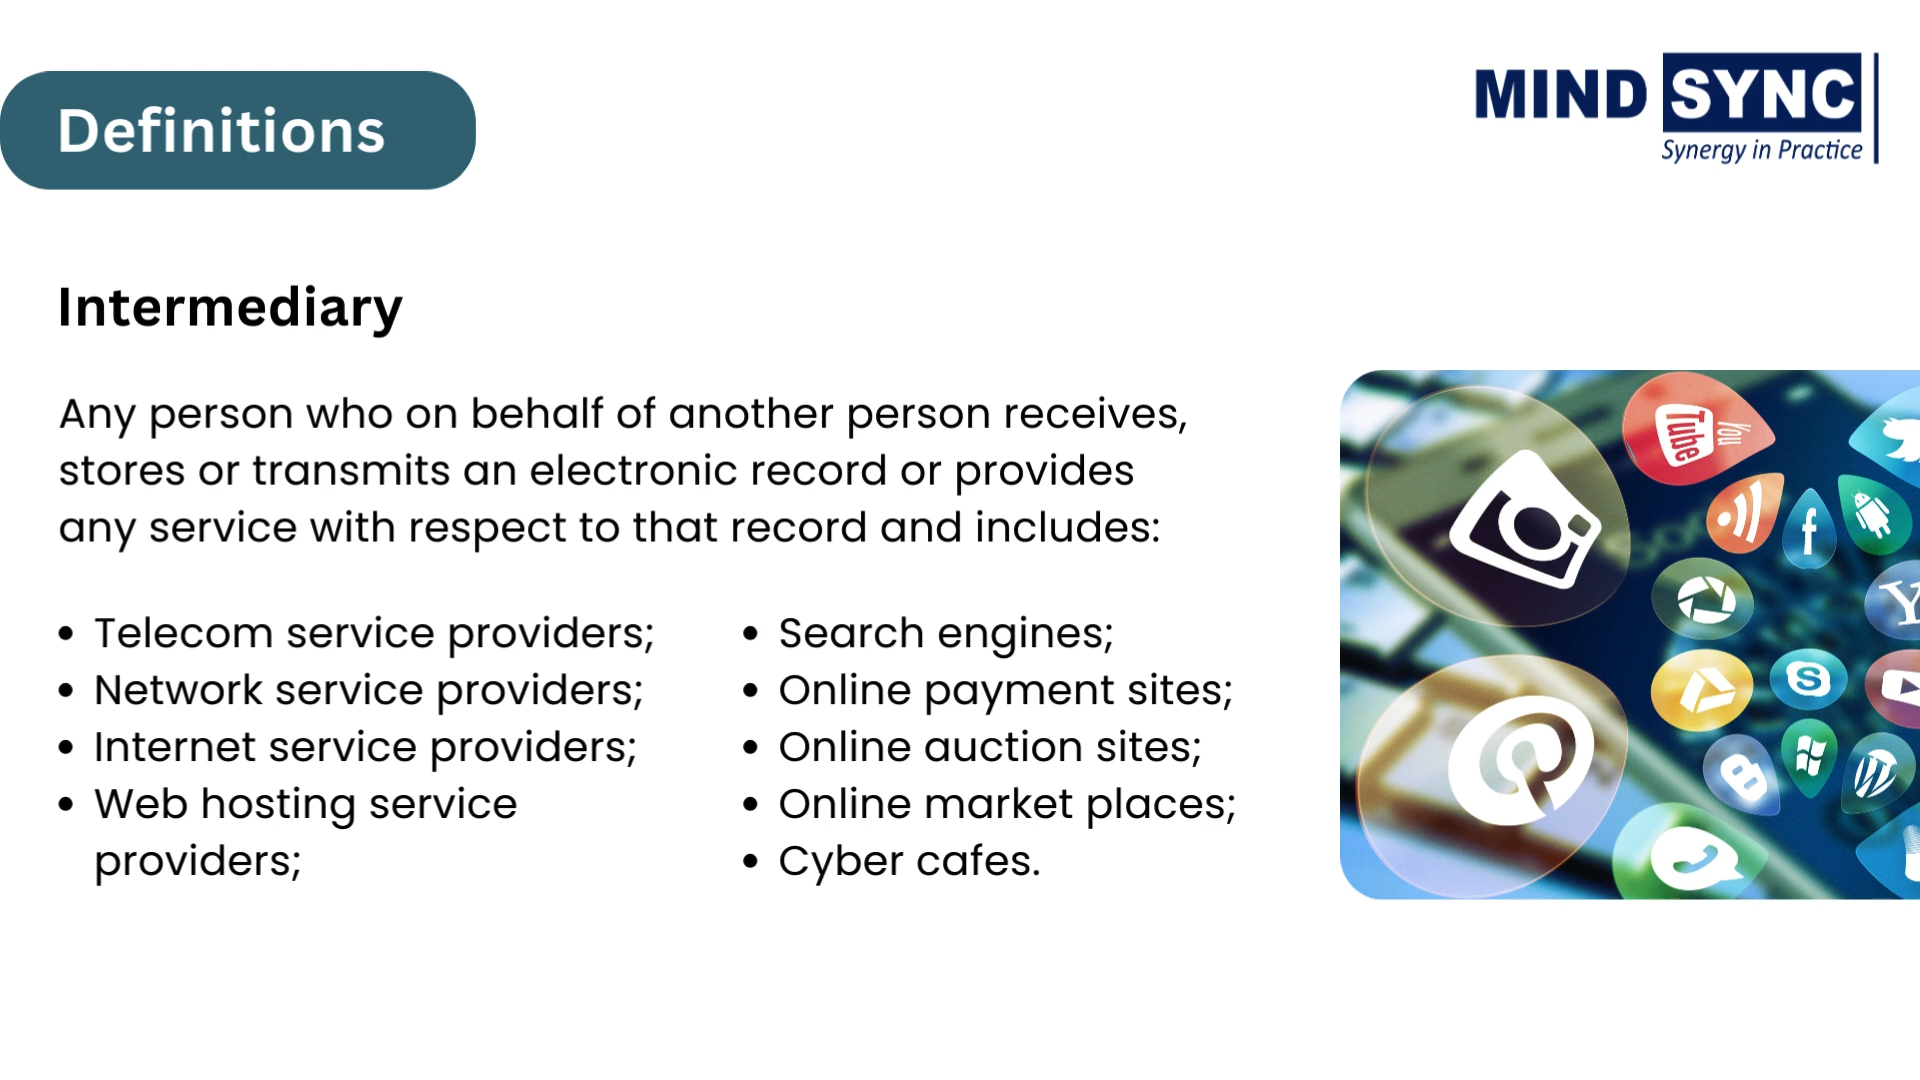 Definitions
MIND SYNC
Synergy in Practice
Intermediary
Any person who on behalf of another person receives,
stores or transmits an electronic record or provides
any service with respect to that record and includes:
• Telecom service providers;
• Network service providers;
• Internet service providers;
• Web hosting service
providers;
• Search engines;
• Online payment sites;
• Online auction sites;
• Online market places;
• Cyber cafes.
You
Tube